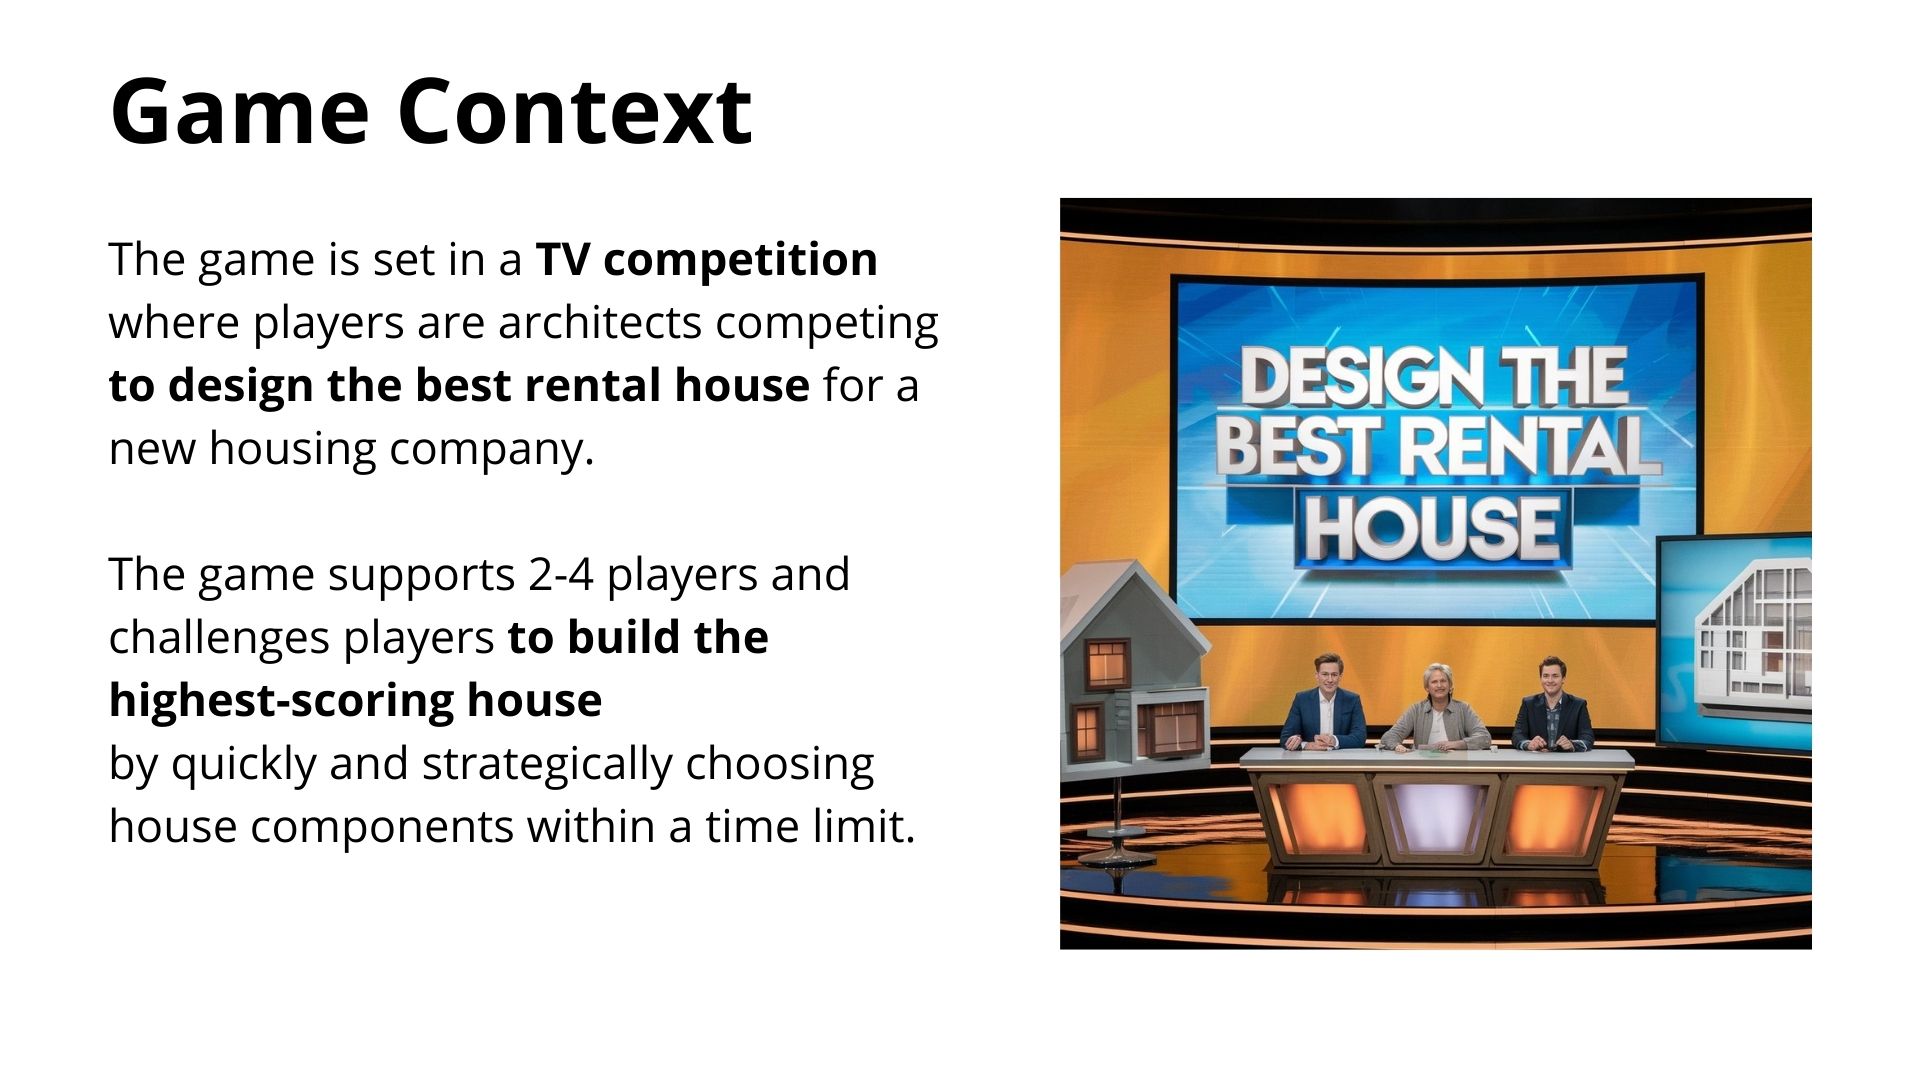 Game Context
The game is set in a TV competition
where players are architects competing
to design the best rental house for a
new housing company.
The game supports 2-4 players and
challenges players to build the
highest-scoring house
by quickly and strategically choosing
house components within a time limit.
DESIGN THE
BEST RENTAL
HOUSE